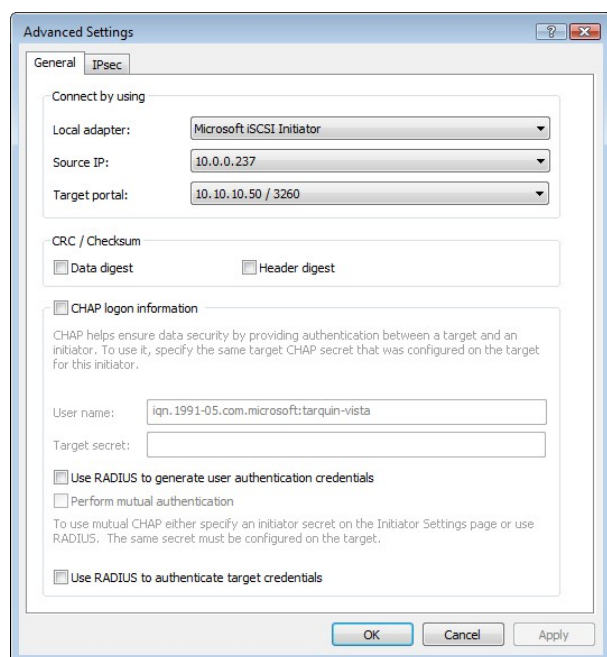 Advanced Settings
General
IPsec
Connect by using
Local adapter:
Microsoft iSCSI Initiator
Source IP:
10.0.0.237
Target portal:
10.10.10.50 / 3260
CRC / Checksum
Data digest
Header digest
CHAP logon information
CHAP helps ensure data security by providing authentication between a target and an
initiator. To use it, specify the same target CHAP secret that was configured on the target
for this initiator.
User name:
iqn.1991-05.com.microsoft:tarquin-vista
Target secret:
Use RADIUS to generate user authentication credentials
Perform mutual authentication
To use mutual CHAP either specify an initiator secret on the Initiator Settings page or use
RADIUS. The same secret must be configured on the target.
Use RADIUS to authenticate target credentials
OK
Cancel
Apply